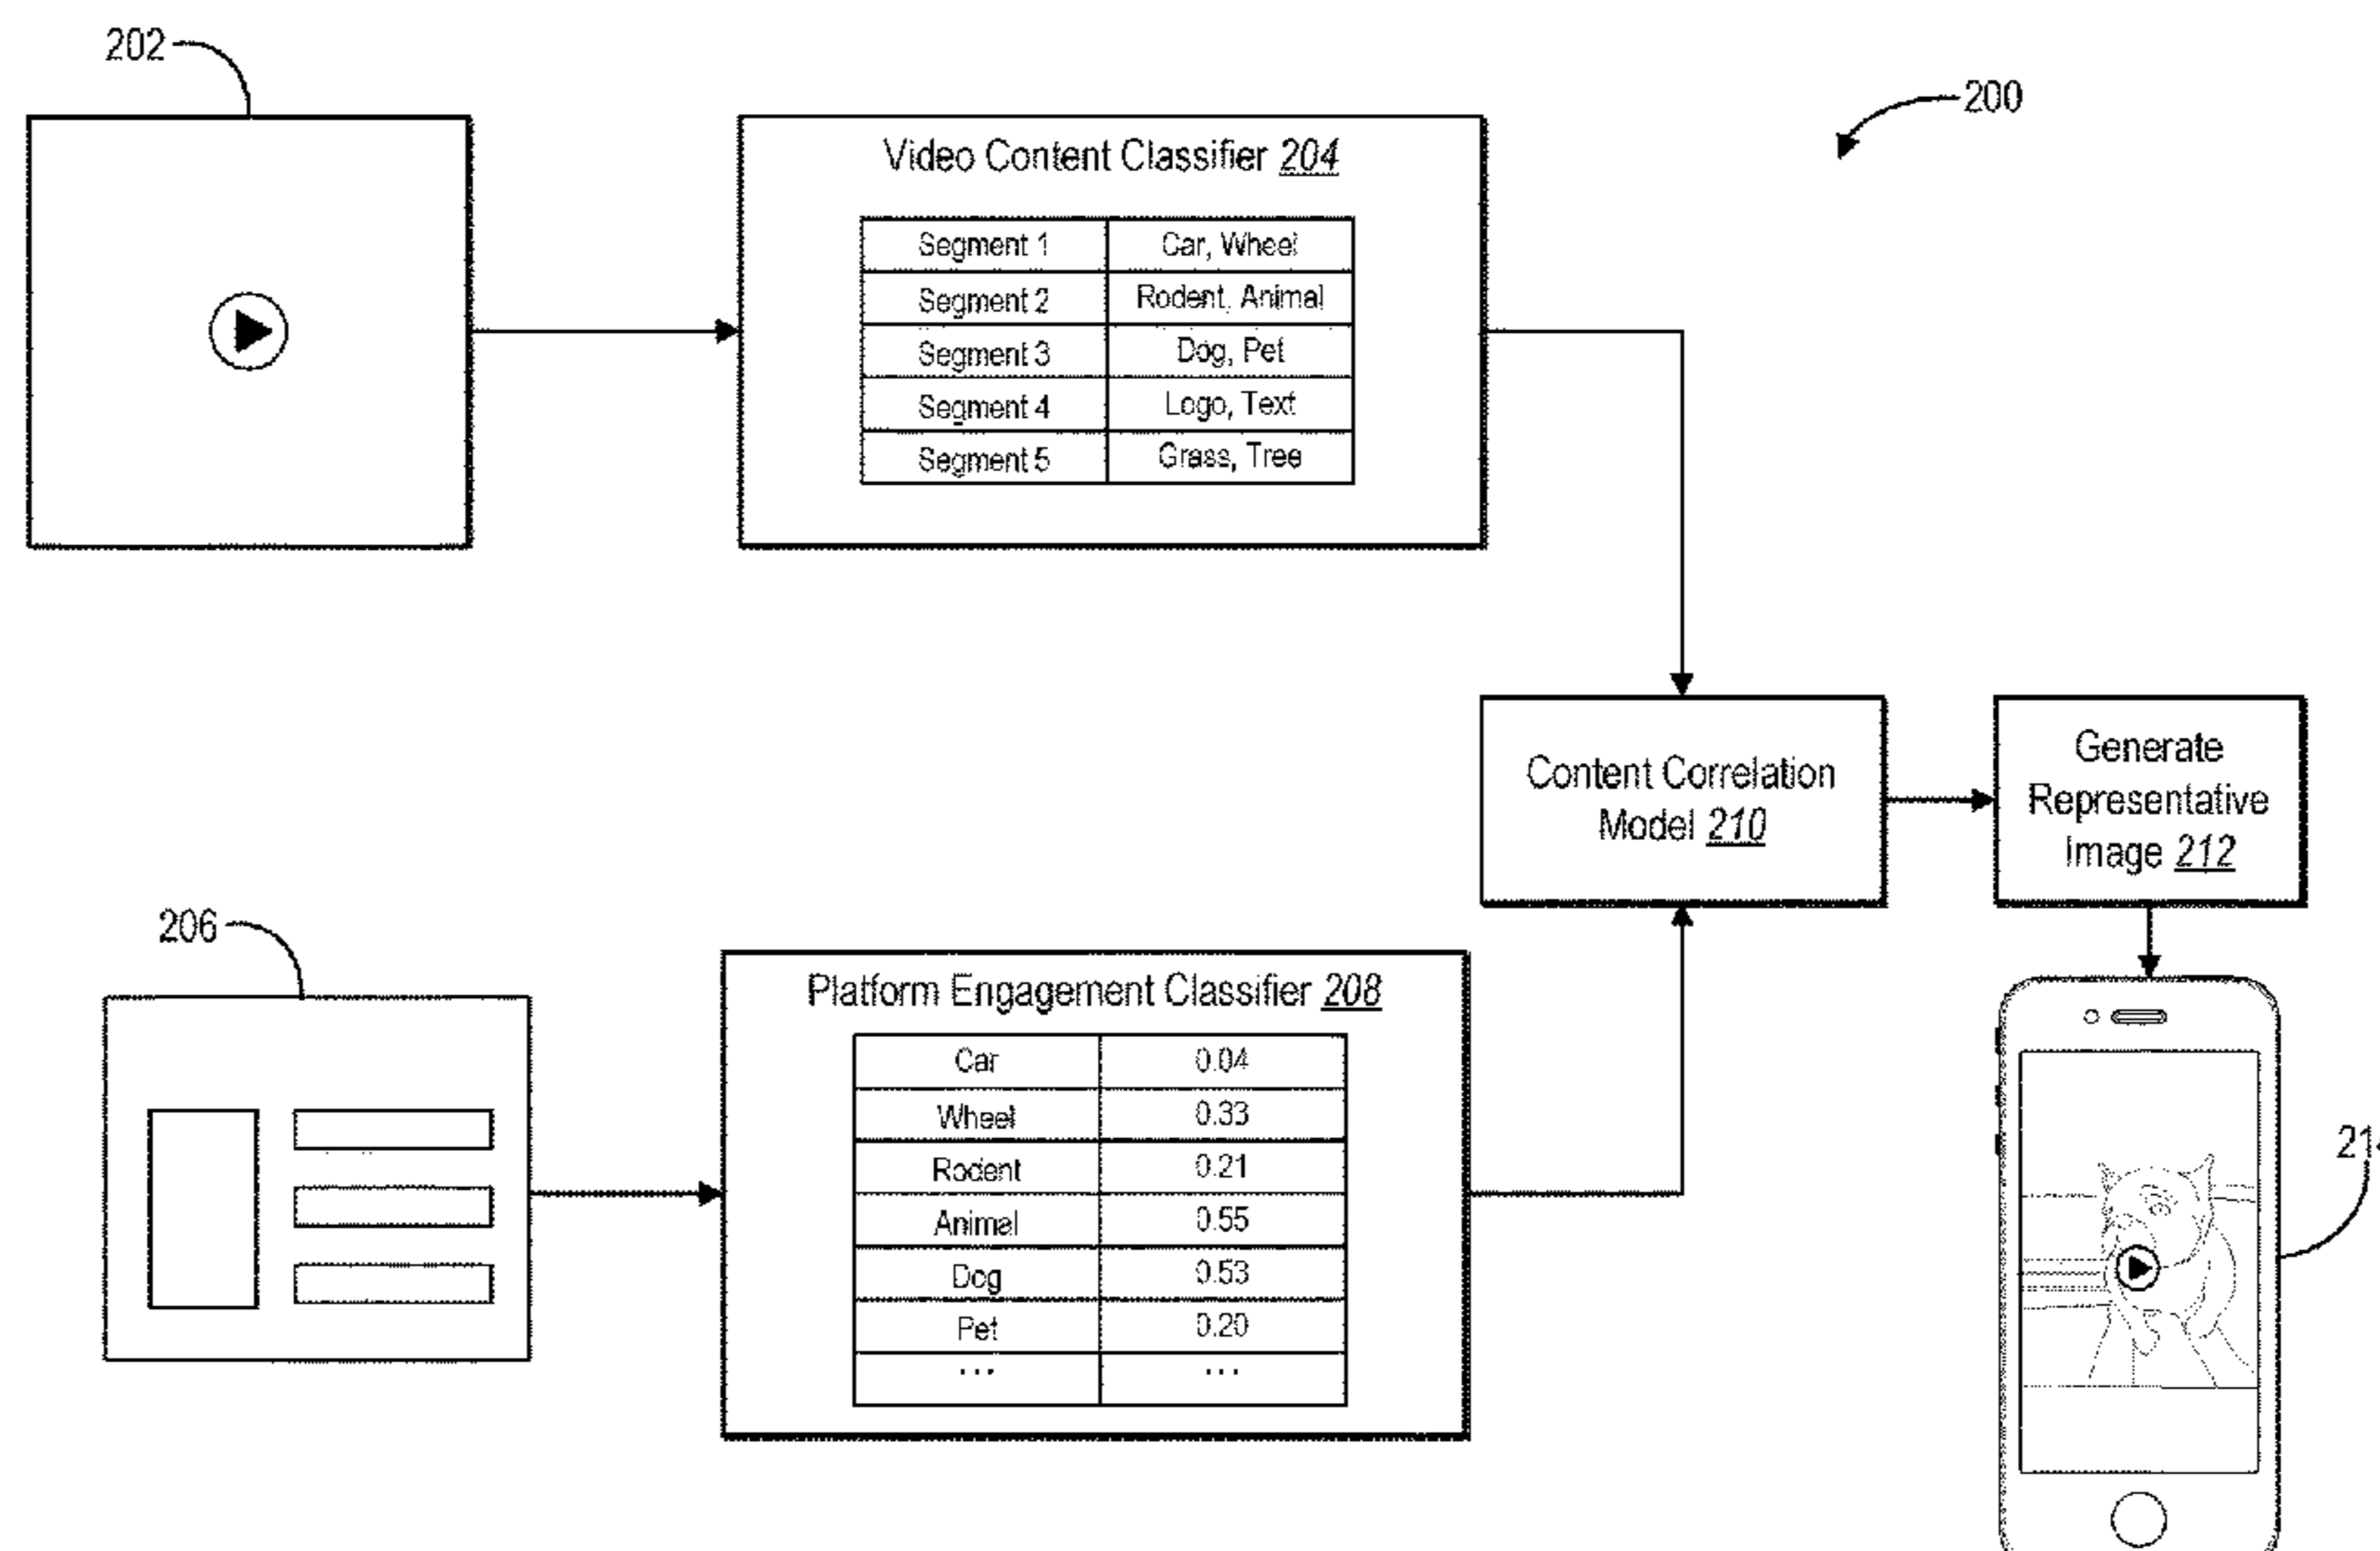 202
200
Video Content Classifier 204
Segment 1 Car, Wheel
Segment 2 Rodent, Animal
Segment 3 Dog, Pet
Segment 4 Logo, Text
Segment 5 Grass, Tree
Content Correlation
Model 210
Generate
Representative
Image 212
206
Platform Engagement Classifier 208
Car 0.04
Wheel 0.33
Rodent 0.21
Animal 0.55
Dog 0.53
Pet 0.20
... ...
214